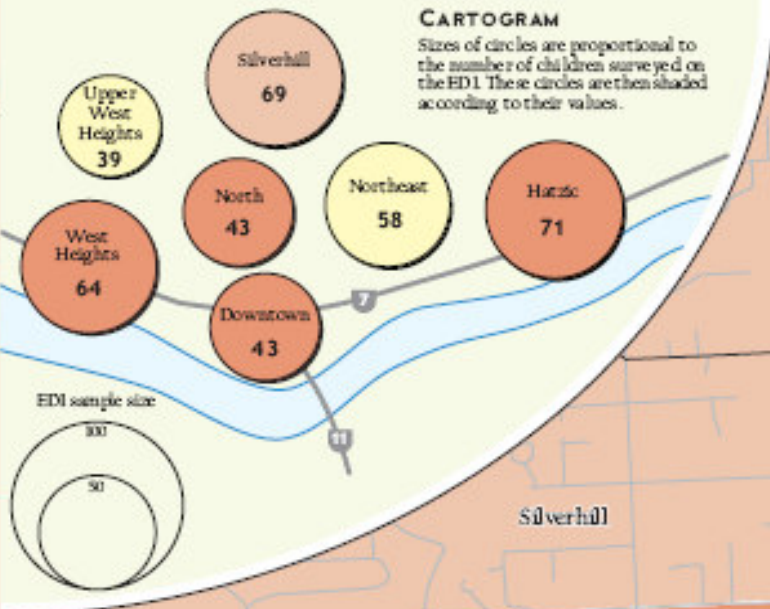 CARTOGRAM
Sizes of circles are proportional to
the number of children surveyed on
the EDI. These circles are then shaded
according to their values.
Silverhill
69
Upper
West
Heights
39
North
43
Northeast
58
Hatzic
71
West
Heights
64
Downtown
43
7
11
EDI sample size
100
50
Silverhill